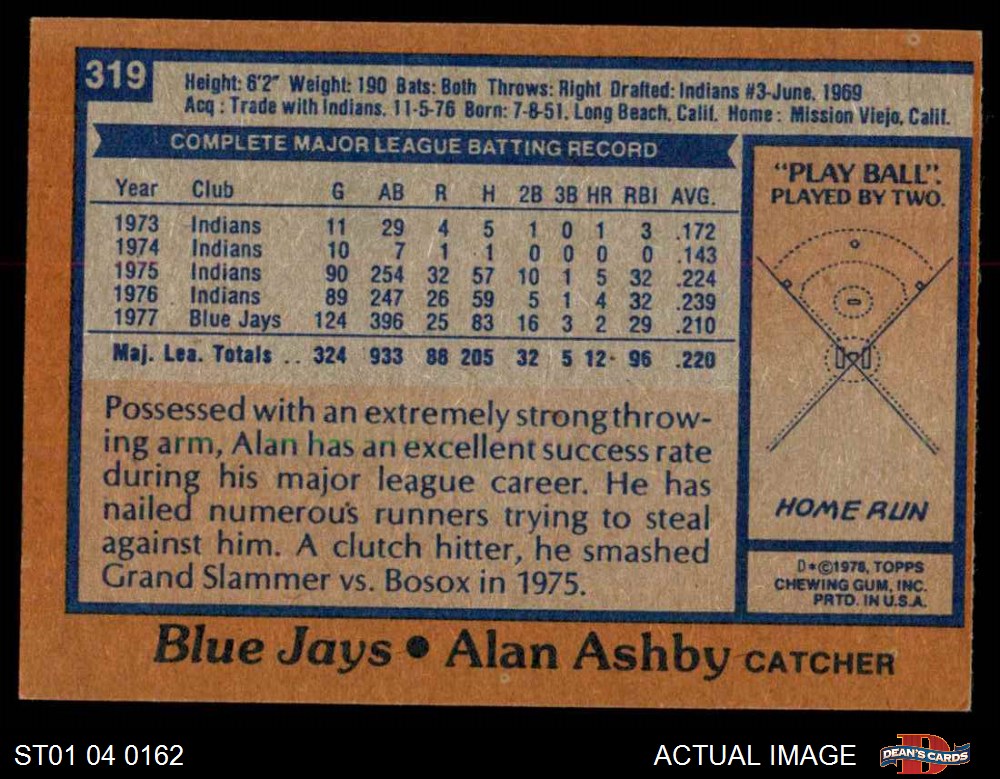 319
Height: 6'2" Weight: 190 Bats: Both Throws: Right Drafted: Indians #3-June, 1969
Acq.: Trade with Indians, 11-5-76 Born: 7-8-51, Long Beach, Calif. Home: Mission Viejo, Calif.
COMPLETE MAJOR LEAGUE BATTING RECORD
Year Club G AB R H 2B 3B HR RBI AVG.
1973 Indians 11 29 4 5 1 0 1 3 .172
1974 Indians 10 7 1 1 0 0 0 0 .143
1975 Indians 90 254 32 57 10 1 5 32 .224
1976 Indians 89 247 26 59 5 1 4 32 .239
1977 Blue Jays 124 396 25 83 16 3 2 29 .210
Maj. Lea. Totals .. 324 933 88 205 32 5 12 96 .220
Possessed with an extremely strong throw-
ing arm, Alan has an excellent success rate
during his major league career. He has
nailed numerous runners trying to steal
against him. A clutch hitter, he smashed
Grand Slammer vs. Bosox in 1975.
"PLAY BALL".
PLAYED BY TWO.
HOME RUN
D*©1978, TOPPS
CHEWING GUM, INC.
PRTD. IN U.S.A.
Blue Jays • Alan Ashby CATCHER
ST01 04 0162
ACTUAL IMAGE
D
DEAN'S CARDS